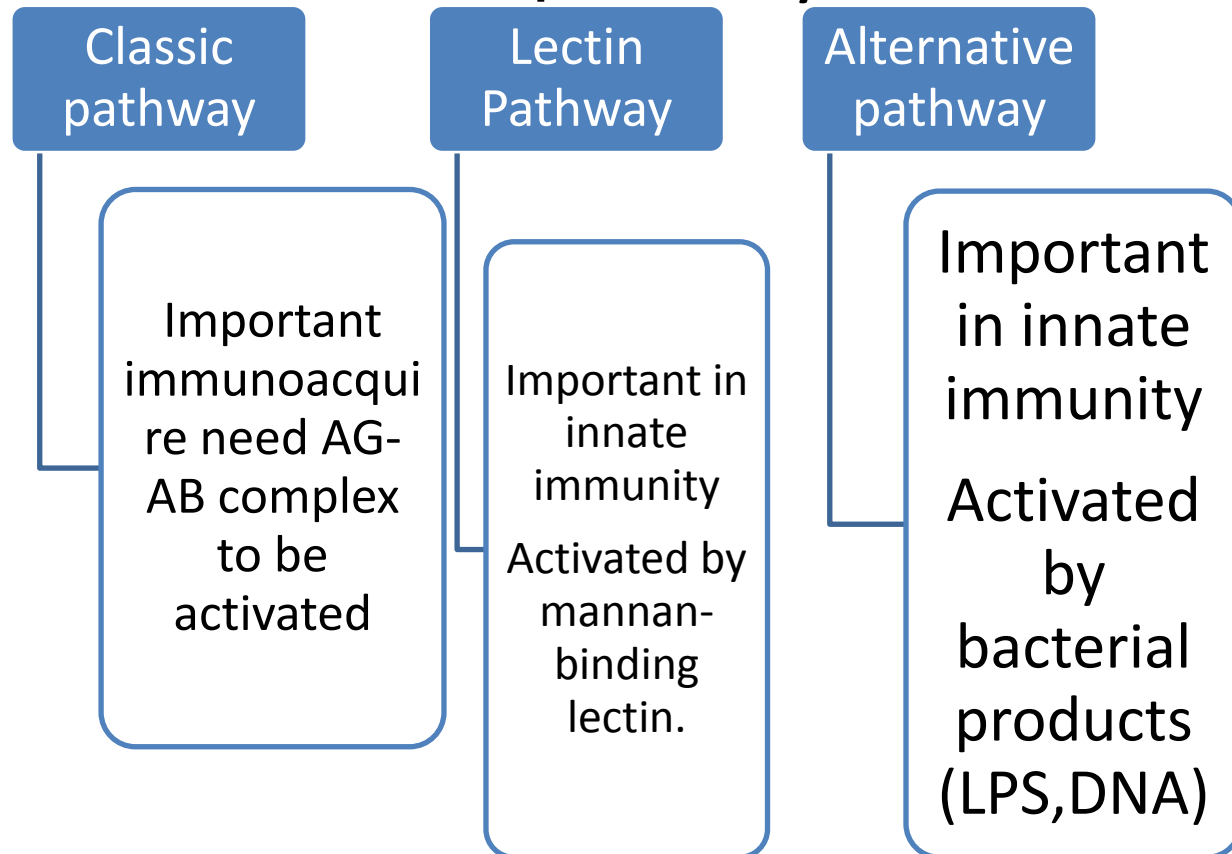 Classic
pathway
Important
immunoacqui
re need AG-
AB complex
to be
activated
Lectin
Pathway
Important in
innate
immunity
Activated by
mannan-
binding
lectin.
Alternative
pathway
Important
in innate
immunity
Activated
by
bacterial
products
(LPS,DNA)